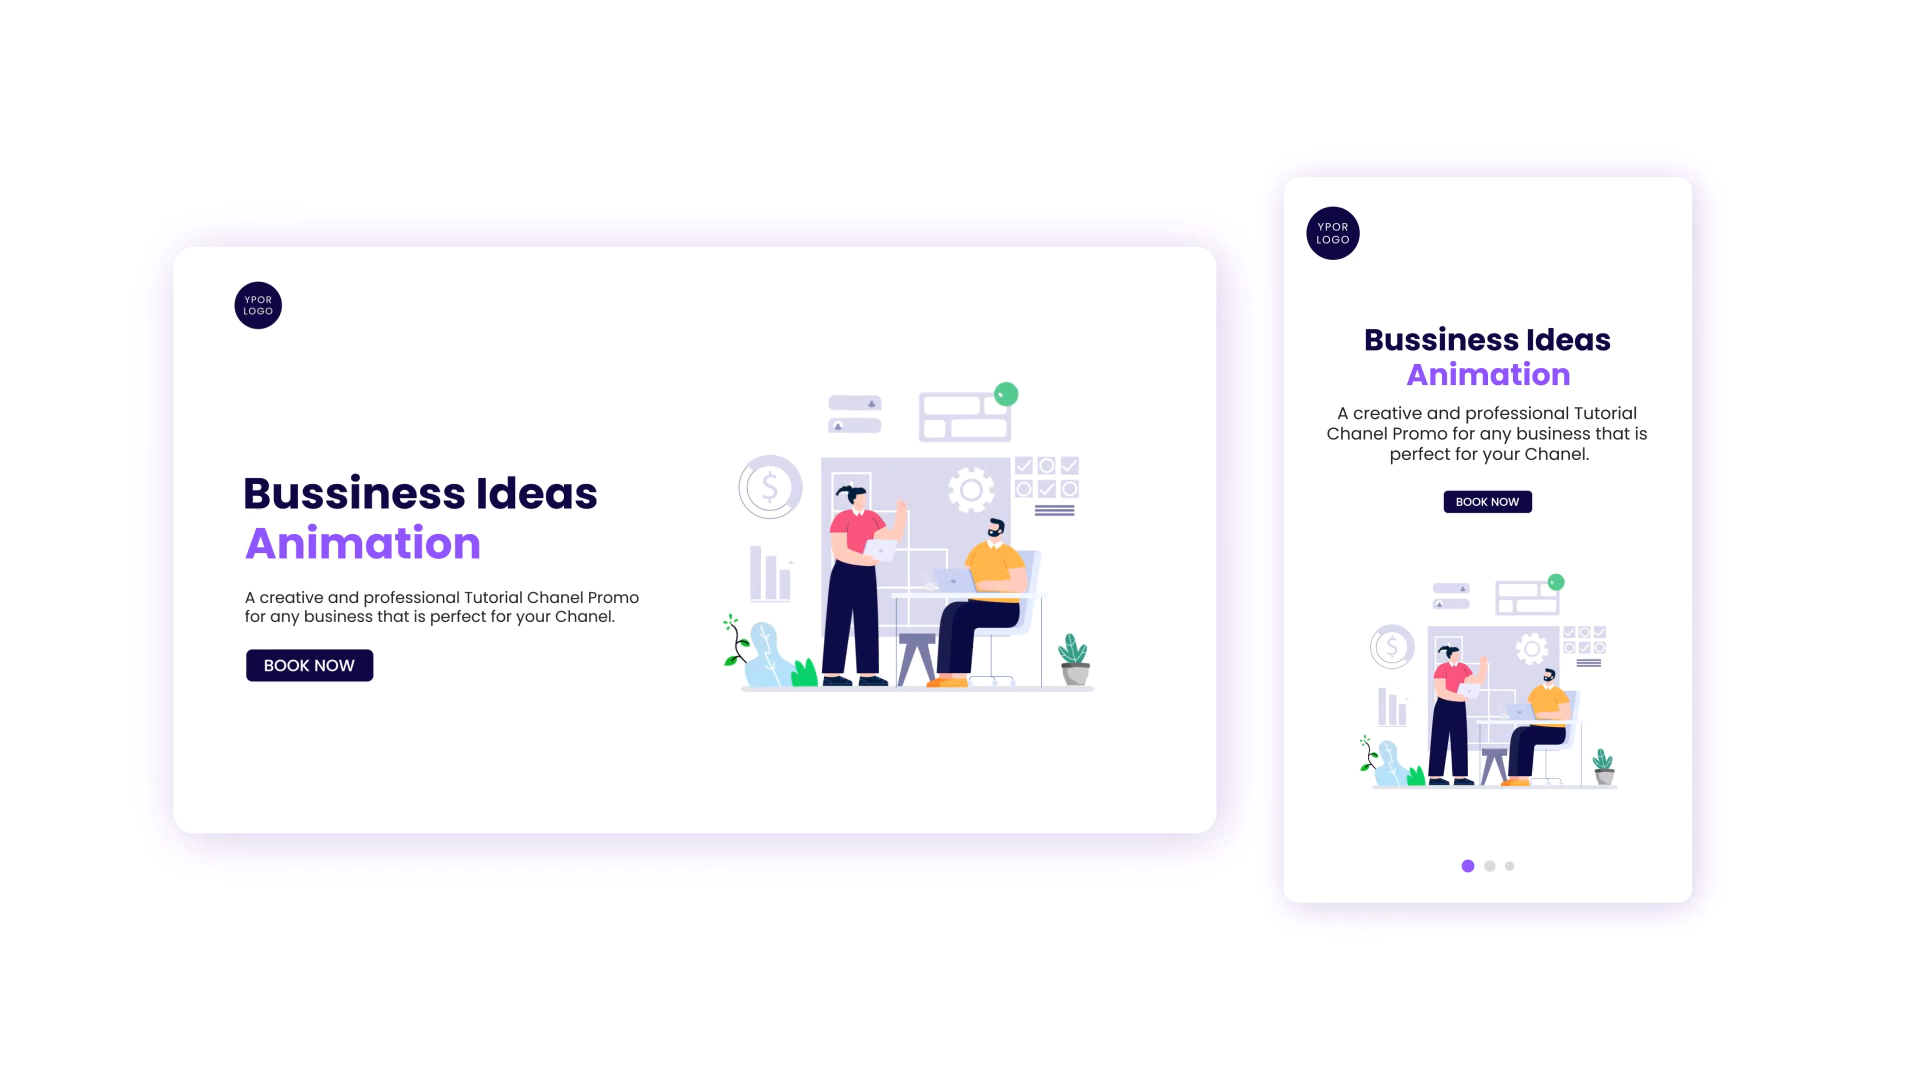 YPOR
LOGO
Bussiness Ideas
Animation
A creative and professional Tutorial Chanel Promo
for any business that is perfect for your Chanel.
BOOK NOW
$
YPOR
LOGO
Bussiness Ideas
Animation
A creative and professional Tutorial
Chanel Promo for any business that is
perfect for your Chanel.
BOOK NOW
$